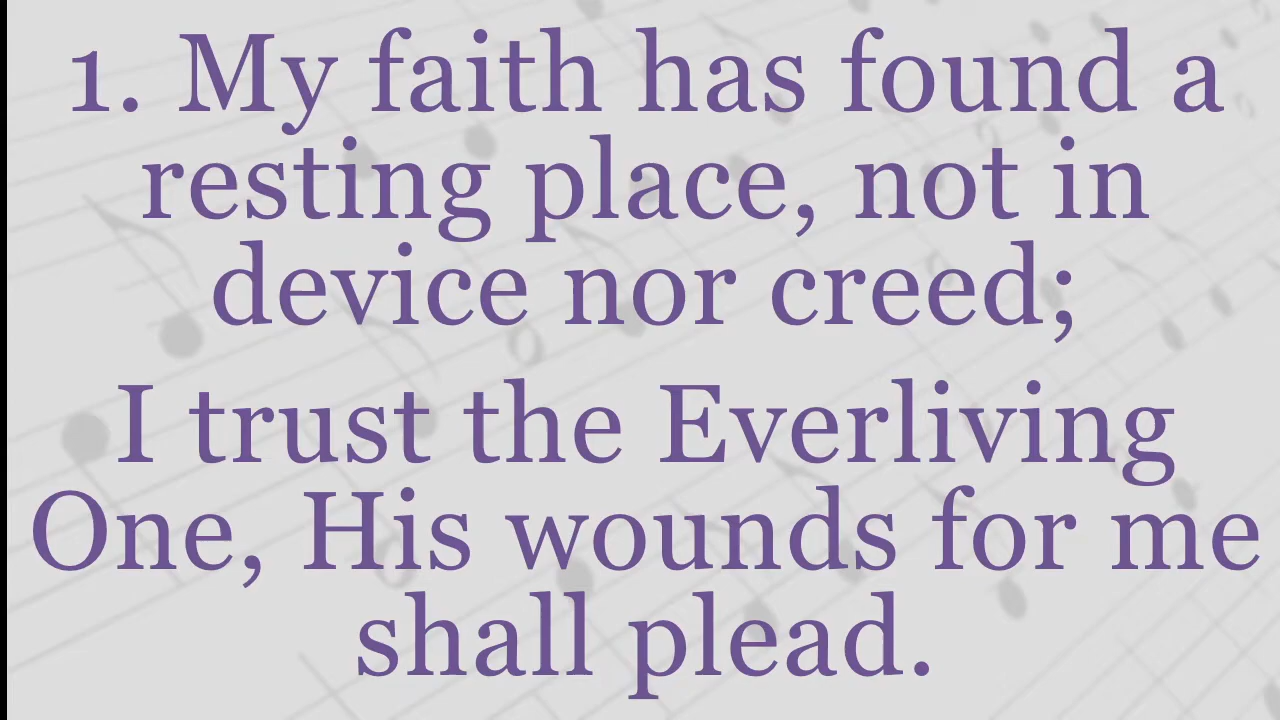 1. My faith has found a
resting place, not in
device nor creed;
I trust the Everliving
One, His wounds for me
shall plead.